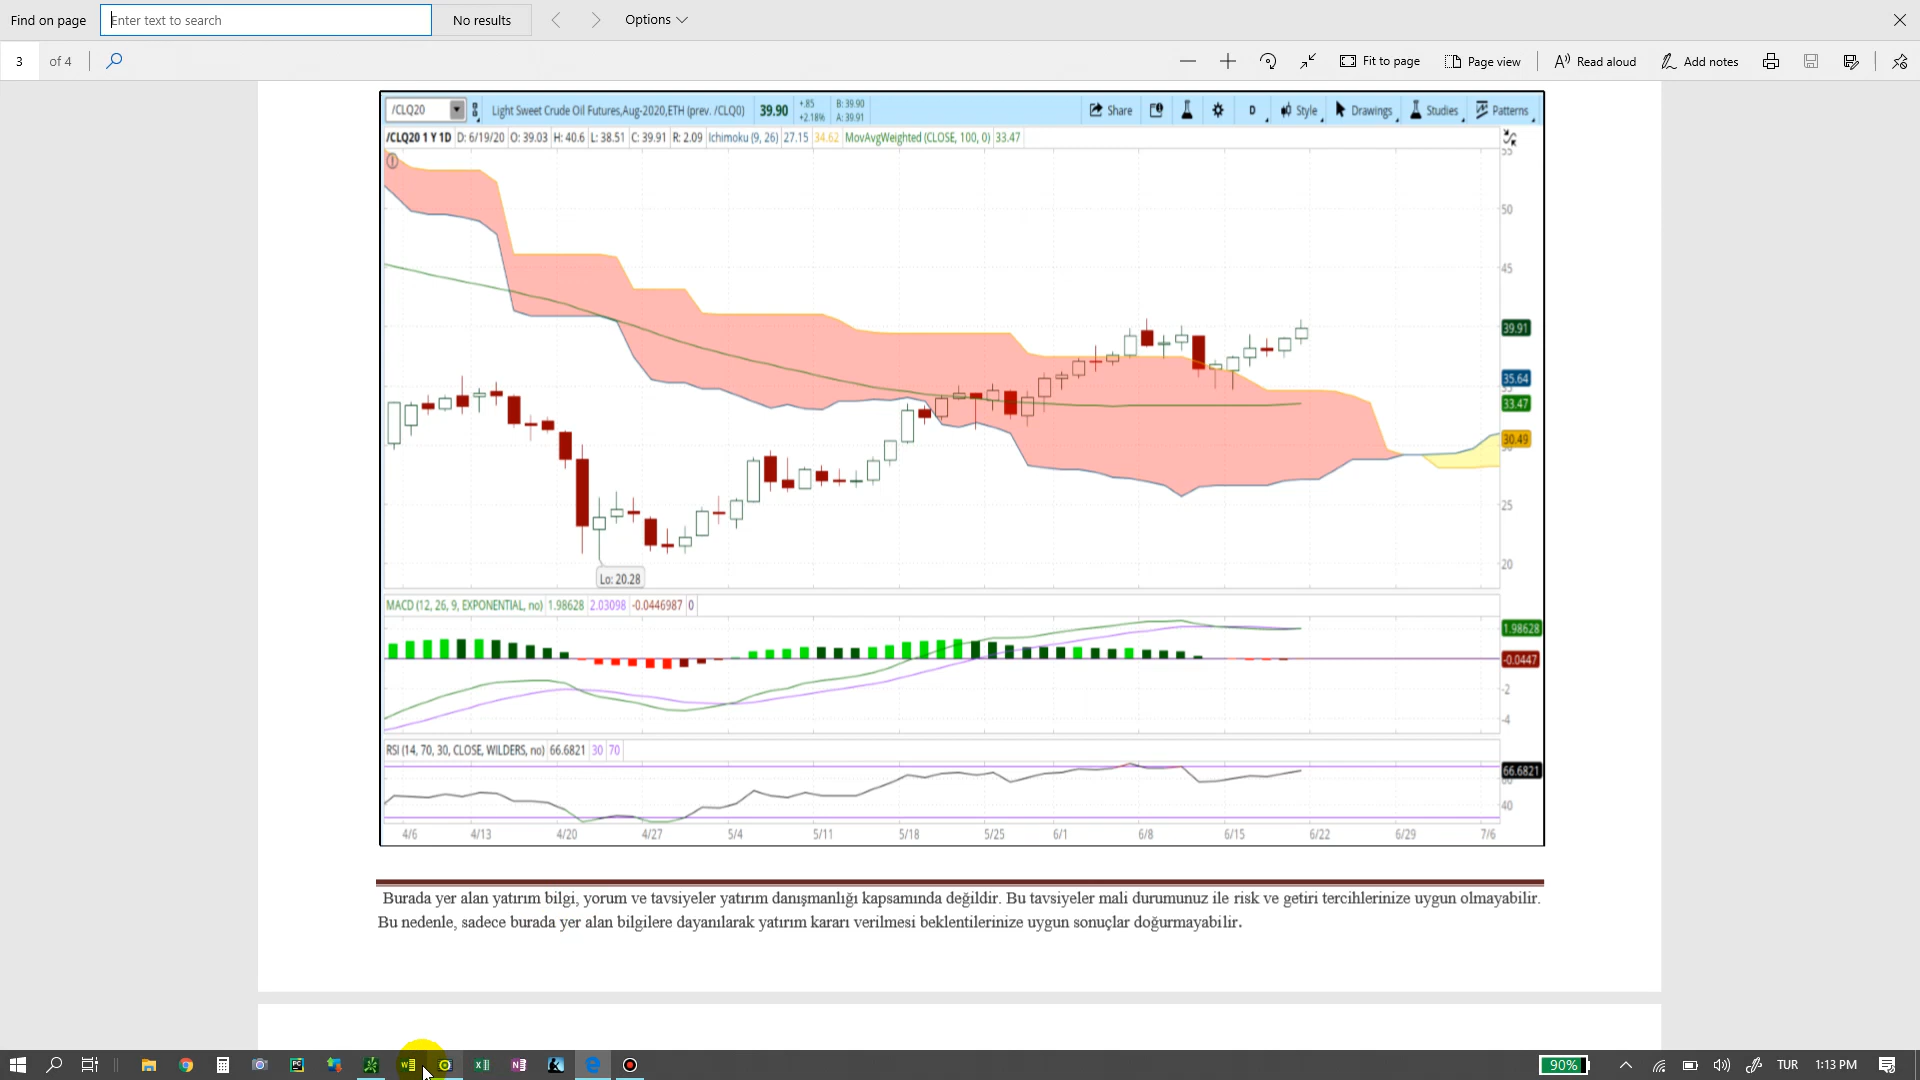 Find on page Enter text to search No results Options
3 of 4 Fit to page Page view Read aloud Add notes
/CLQ20 Light Sweet Crude Oil Futures,Aug-2020,ETH (prev. /CLQ0) 39.90 +.85 +2.18% B: 39.90 A: 39.91 Share D Style Drawings Studies Patterns
/CLQ20 1 Y 1D D: 6/19/20 O: 39.03 H: 40.6 L: 38.51 C: 39.91 R: 2.09 Ichimoku (9, 26) 27.15 34.62 MovAvgWeighted (CLOSE, 100, 0) 33.47
55
50
45
39.91
35.64
33.47
30.49
25
20
Lo: 20.28
MACD (12, 26, 9, EXPONENTIAL, no) 1.98628 2.03098 -0.0446987 0
1.98628
-0.0447
-2
-4
RSI (14, 70, 30, CLOSE, WILDERS, no) 66.6821 30 70
66.6821
40
4/6 4/13 4/20 4/27 5/4 5/11 5/18 5/25 6/1 6/8 6/15 6/22 6/29 7/6
Burada yer alan yatırım bilgi, yorum ve tavsiyeler yatırım danışmanlığı kapsamında değildir. Bu tavsiyeler mali durumunuz ile risk ve getiri tercihlerinize uygun olmayabilir.
Bu nedenle, sadece burada yer alan bilgilere dayanılarak yatırım kararı verilmesi beklentilerinize uygun sonuçlar doğurmayabilir.
90% TUR 1:13 PM